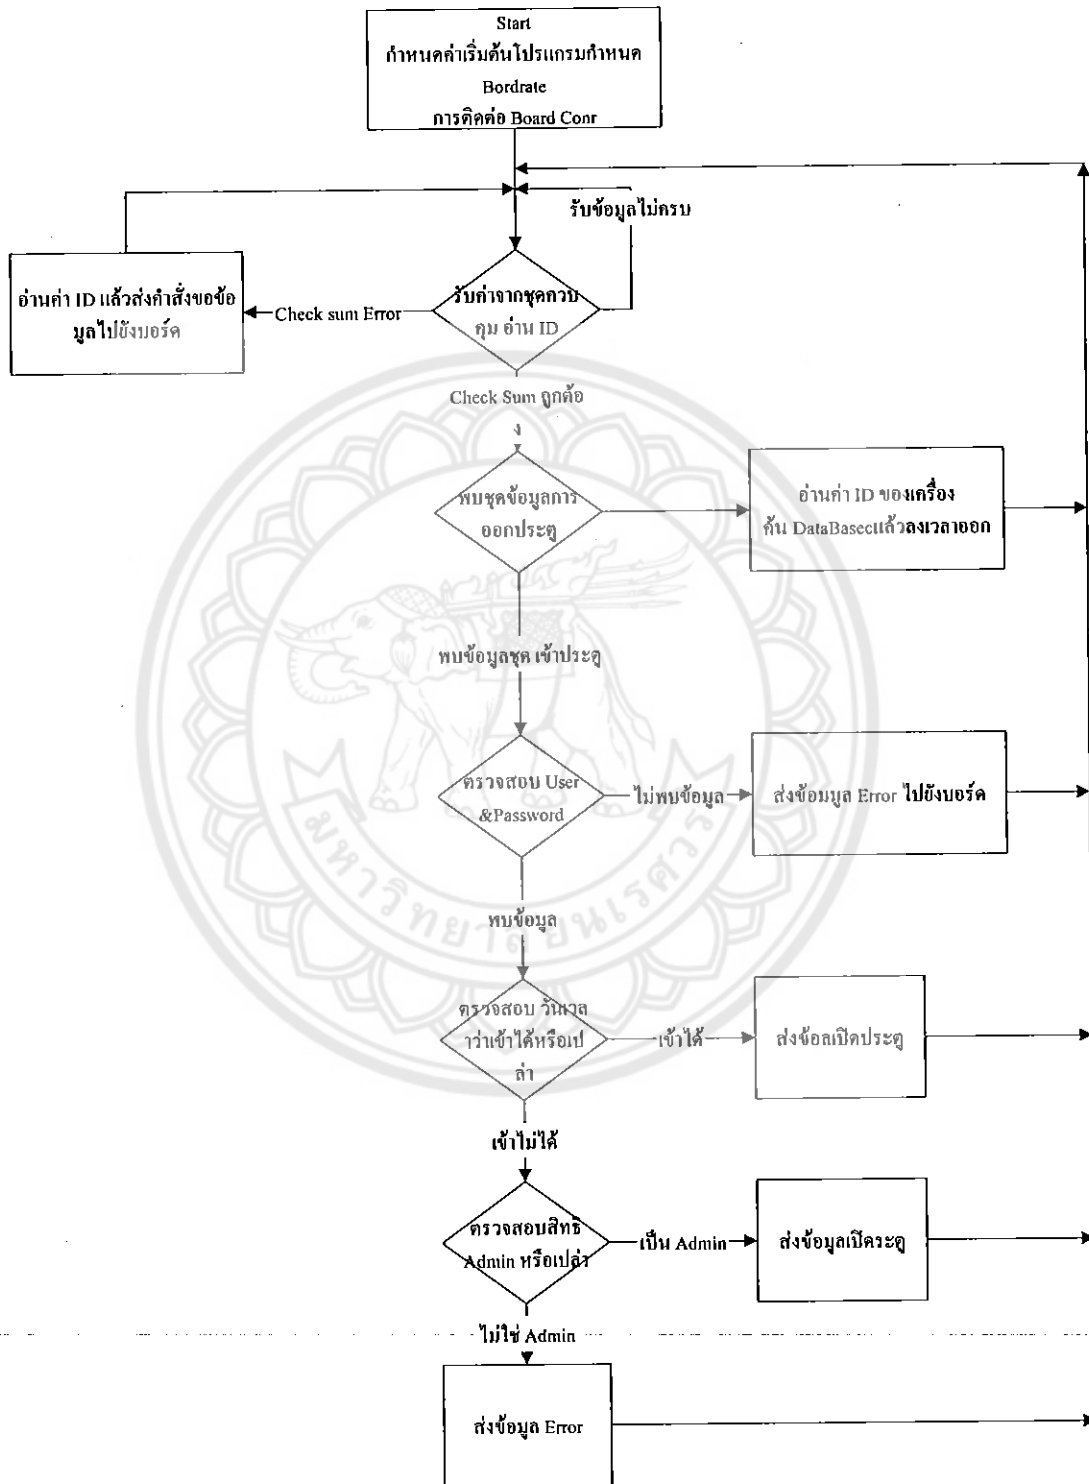 Start
กำหนดค่าเริ่มต้นโปรแกรมกำหนด
Bordrate
การติดต่อ Board Conr
รับข้อมูลไม่ครบ
อ่านค่า ID แล้วส่งคำสั่งขอข้อ
มูลไปยังบอร์ด
Check sum Error
รับค่าจากชุดควบ
คุม อ่าน ID
Check Sum ถูกต้อ
ง
พบชุดข้อมูลการ
ออกประตู
อ่านค่า ID ของเครื่อง
ค้น DataBasecแล้วลงเวลาออก
พบข้อมูลชุด เข้าประตู
ตรวจสอบ User
&Password
ไม่พบข้อมูล
ส่งข้อมมูล Error ไปยังบอร์ด
พบข้อมูล
มหาวิทยาลัยนเรศวร
ตรวจสอบ วันเวล
าว่าเข้าได้หรือเป
ล่า
เข้าได้
ส่งข้อลเปิดประตู
เข้าไม่ได้
ตรวจสอบสิทธิ
Admin หรือเปล่า
เป็น Admin
ส่งข้อมูลเปิดระตู
ไม่ใช่ Admin
ส่งข้อมูล Error